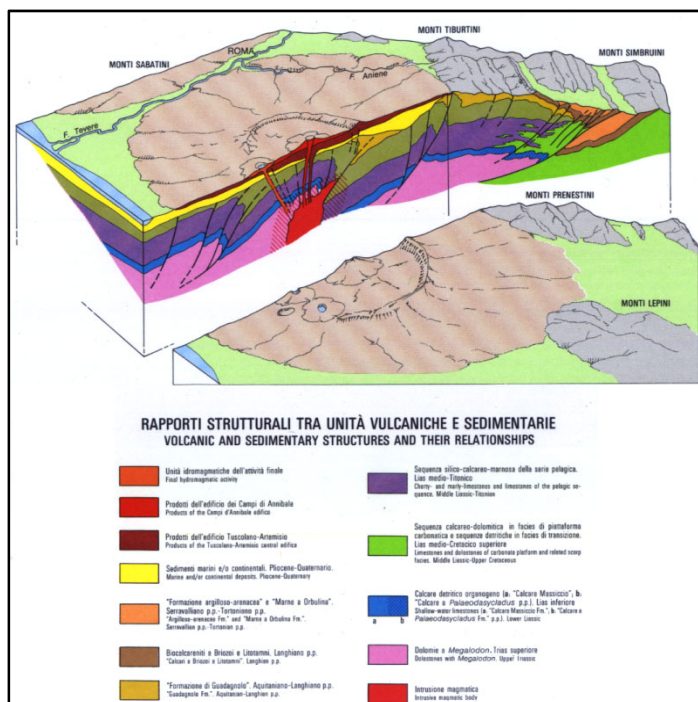 MONTI TIBURTINI
MONTI SIMBRUINI
MONTI SABATINI
ROMA
F. Aniene
F. Tevere
MONTI PRENESTINI
MONTI LEPINI
RAPPORTI STRUTTURALI TRA UNITÀ VULCANICHE E SEDIMENTARIE
VOLCANIC AND SEDIMENTARY STRUCTURES AND THEIR RELATIONSHIPS
Unità idromagmatiche dell'attività finale
Final hydromagmatic activity
Prodotti dell'edificio dei Campi di Annibale
Products of the Campi d'Annibale edifice
Prodotti dell'edificio Tuscolano-Artemisio
Products of the Tuscolano-Artemisio central edifice
Sedimenti marini e/o continentali. Pliocene-Quaternario.
Marine and/or continental deposits. Pliocene-Quaternary
"Formazione argilloso-arenacea" e "Marne a Orbulina".
Serravalliano p.p.-Tortoniano p.p.
"Argilloso-arenacea Fm." and "Marne a Orbulina Fm.".
Serravallian p.p.-Tortonian p.p.
Biocalcareniti a Briozoi e Litotamni. Langhiano p.p.
"Calcari a Briozoi e Litotamni". Langhian p.p.
"Formazione di Guadagnolo". Aquitaniano-Langhiano p.p.
"Guadagnolo Fm.". Aquitanian-Langhian p.p.
Sequenza silico-calcareo-marnosa della serie pelagica.
Lias medio-Titonico
Cherty- and marly-limestones and limestones of the pelagic se-
quence. Middle Liassic-Titonian
Sequenza calcareo-dolomitica in facies di piattaforma
carbonatica e sequenze detritiche in facies di transizione.
Lias medio-Cretacico superiore
Limestones and dolostones of carbonate platform and related scarp
facies. Middle Liassic-Upper Cretaceous
Calcare detritico organogeno (a. "Calcare Massiccio"; b.
"Calcare a Palaeodasycladus p.p.). Lias inferiore
Shallow-water limestones (a. "Calcare Massiccio Fm."; b. "Calcare a
Palaeodasycladus Fm." p.p.). Lower Liassic
a b
Dolomie a Megalodon. Trias superiore
Dolostones with Megalodon. Upper Triassic
Intrusione magmatica
Intrusive magmatic body